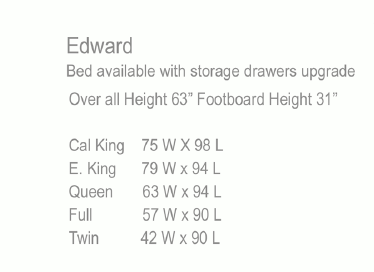 Edward
Bed available with storage drawers upgrade
Over all Height 63” Footboard Height 31”
Cal King 75 W X 98 L
E. King 79 W x 94 L
Queen 63 W x 94 L
Full 57 W x 90 L
Twin 42 W x 90 L